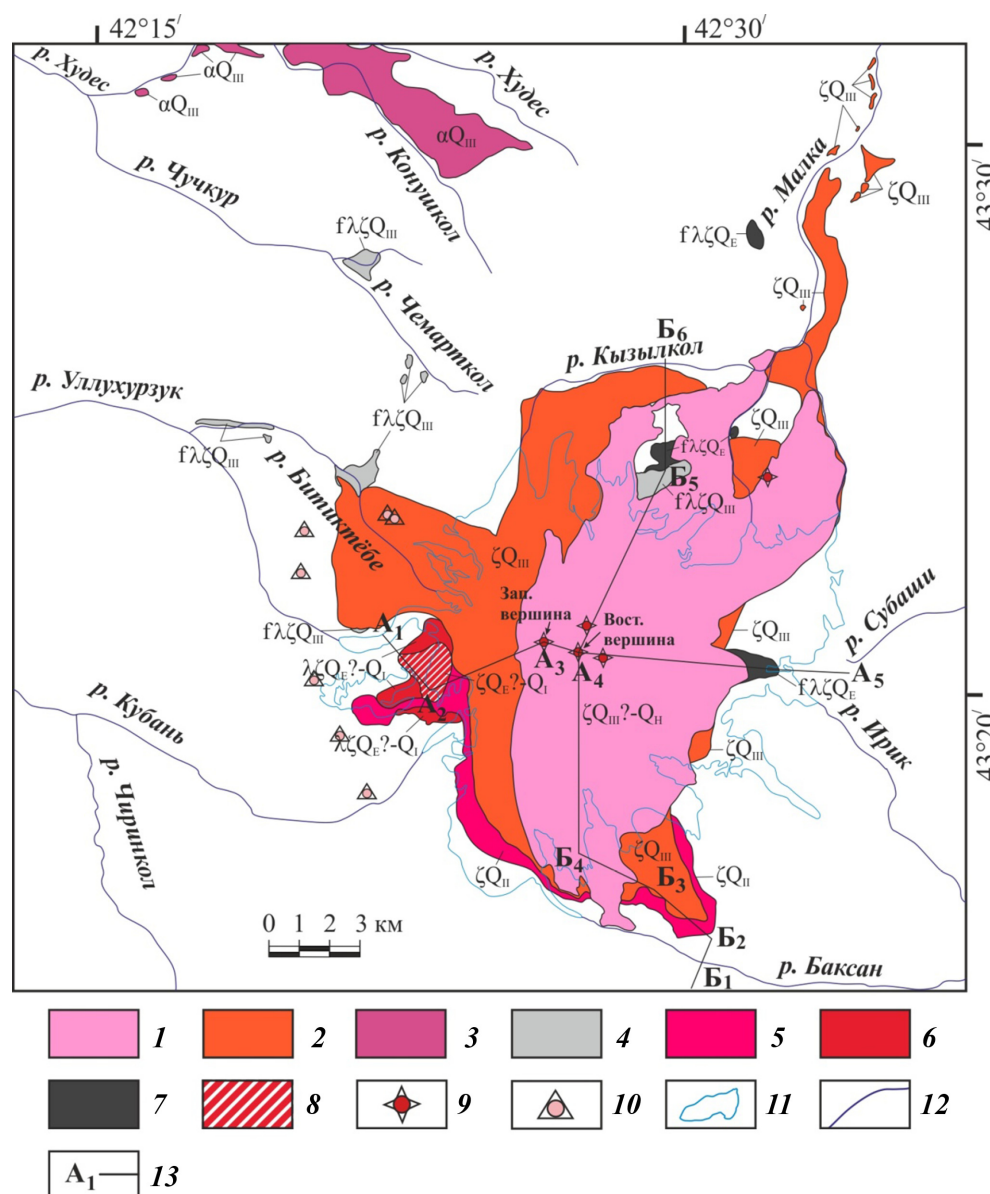 42°15′
42°30′
р. Худес
αQIII
р. Худес
αQIII
αQIII
р. Конушкол
ζQIII
43°30′
р. Чучкур
р. Малка
ζQIII
fλζQIII
fλζQE
р. Чемарткол
ζQIII
Б6
р. Кызылкол
р. Уллухурзук
fλζQIII
ζQIII
fλζQIII
fλζQE
р. Битиктёбе
Б5
fλζQIII
ζQIII
Зап.
вершина
Вост.
вершина
р. Субаши
fλζQIII
А1
ζQIII
λζQE?-QI
А3
А4
А5
ζQE?-QI
fλζQE
р. Кубань
А2
ζQIII?-QH
р. Ирик
43°20′
λζQE?-QI
ζQIII
р. Чиринкол
ζQIII
Б4
ζQII
Б3
ζQII
0 1 2 3 км
Б2
р. Баксан
Б1
1
2
3
4
5
6
7
8
9
10
11
12
А1
13